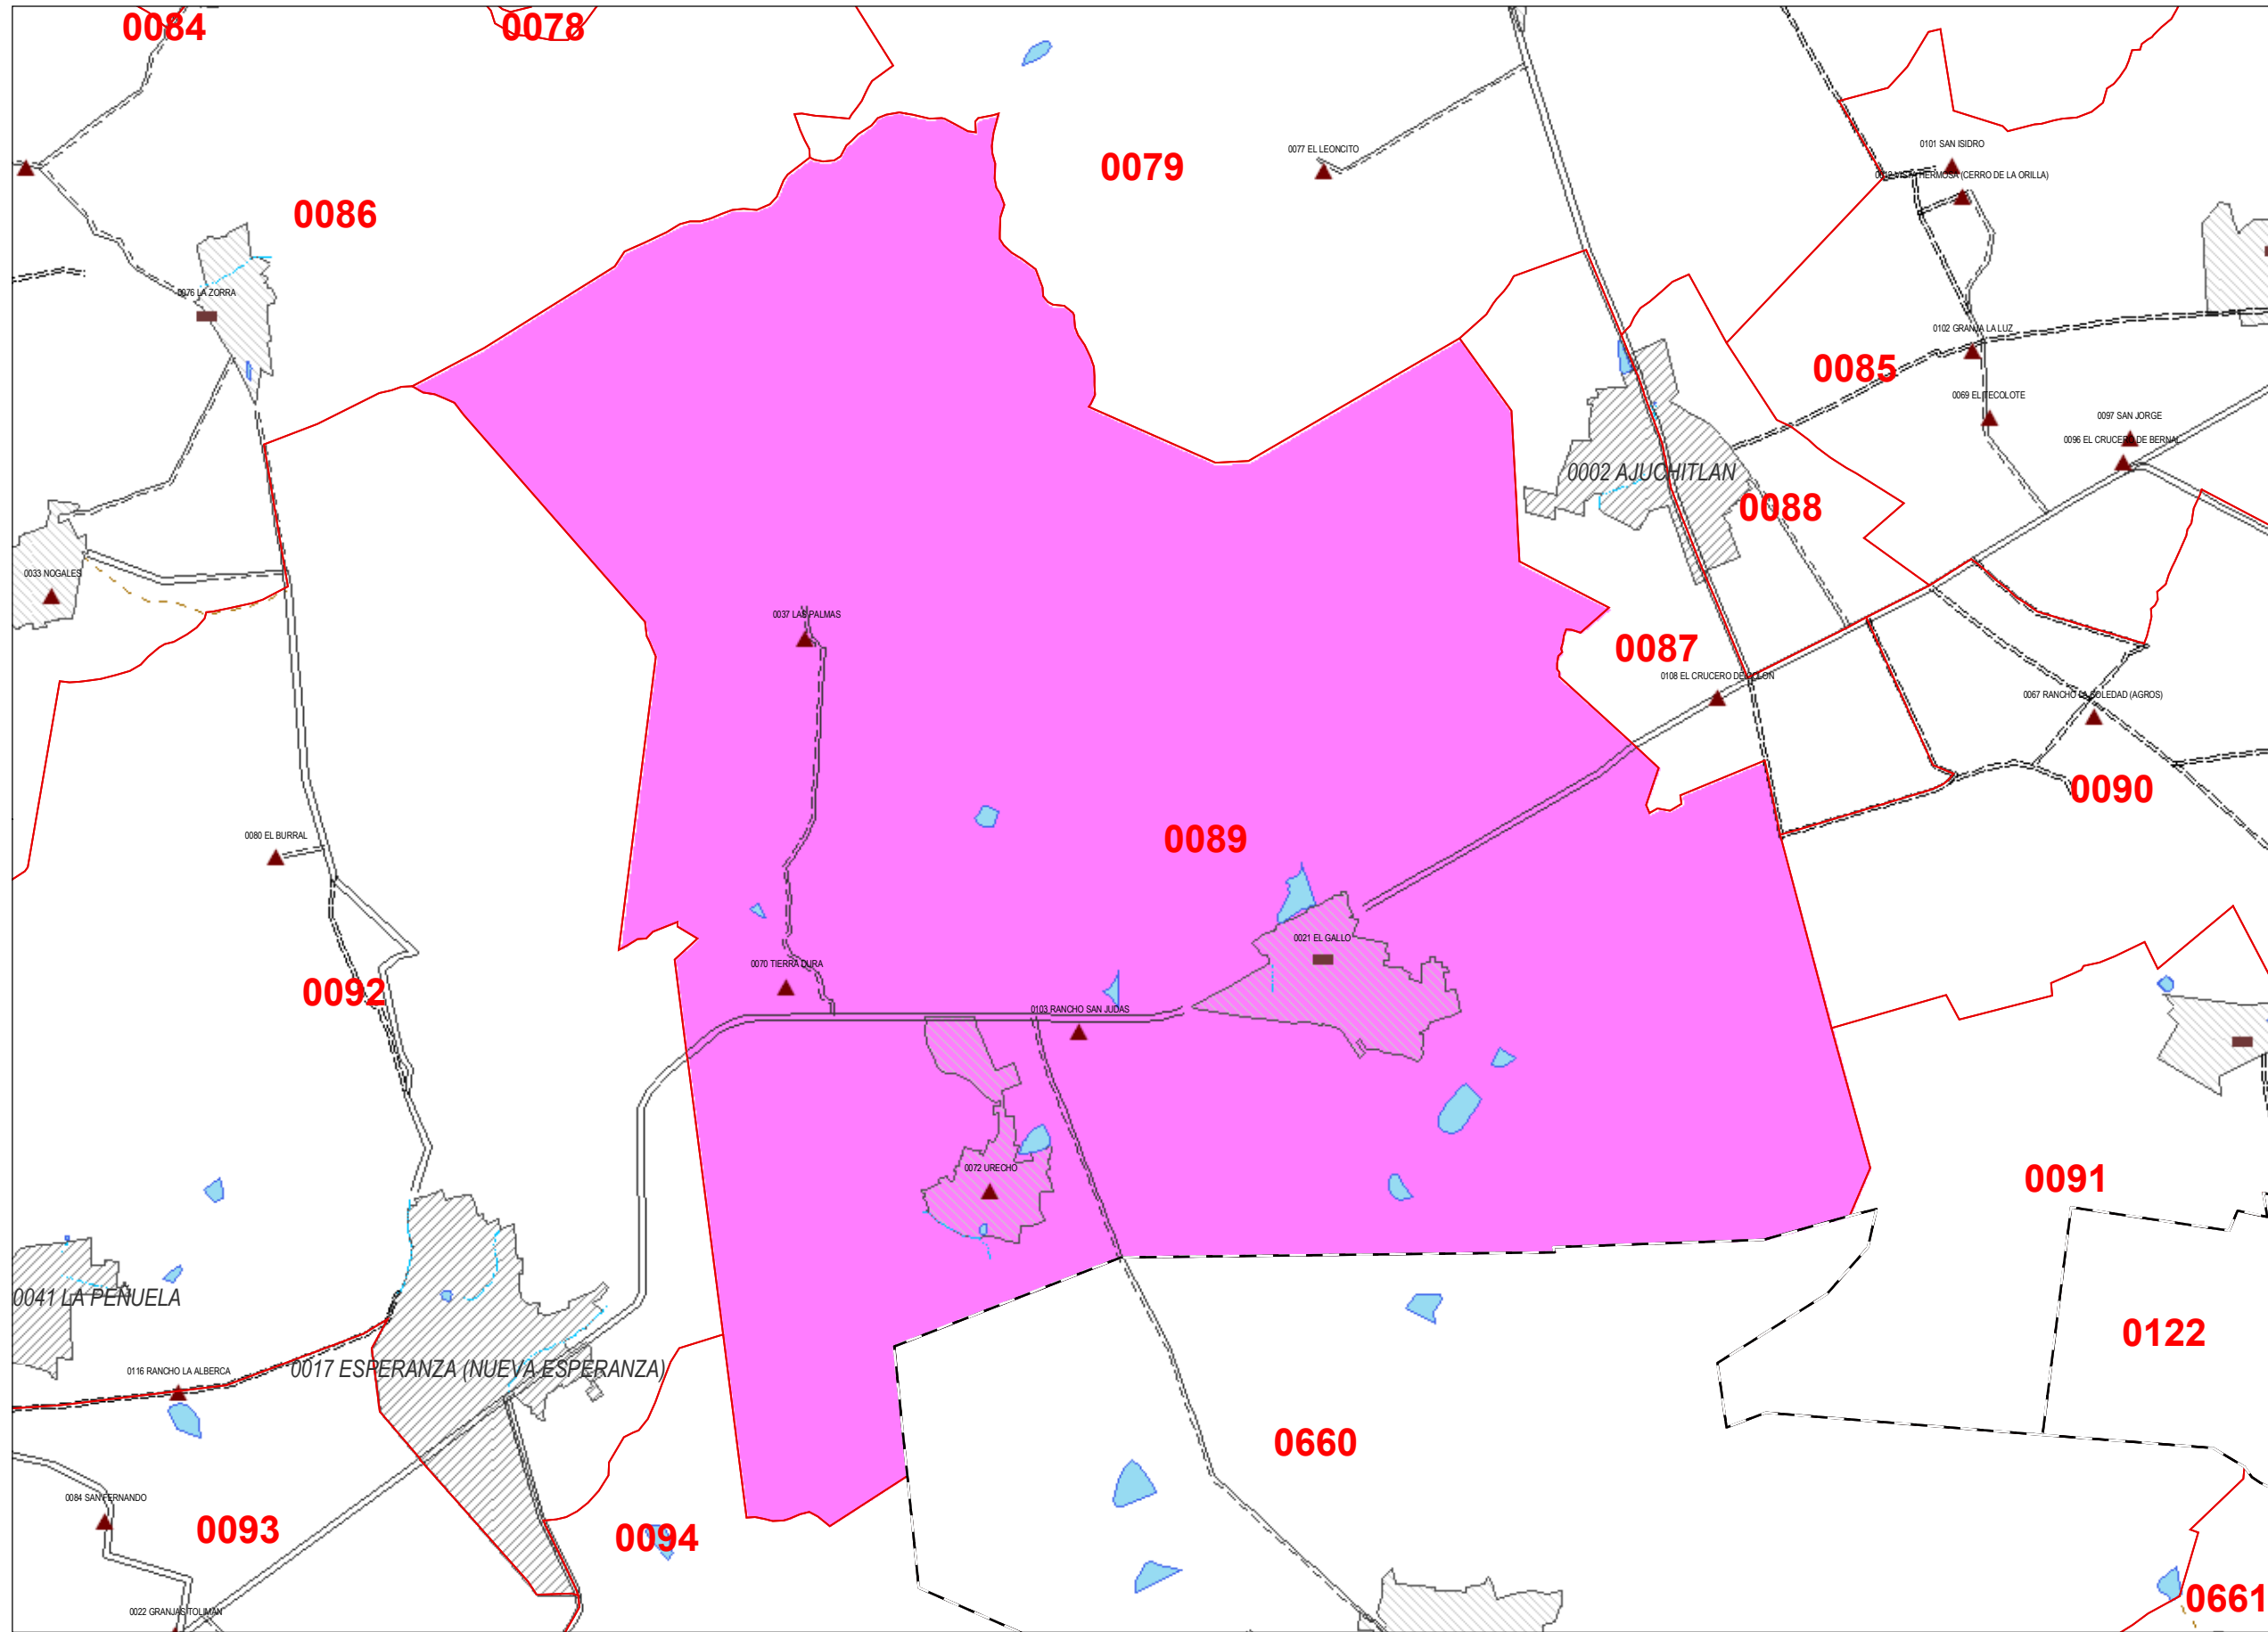 0084
0078
0079
0077 EL LEONCITO
0101 SAN ISIDRO
VISTA HERMOSA (CERRO DE LA ORILLA)
0086
0076 LA ZORRA
0102 GRANJA LA LUZ
0085
0069 EL TECOLOTE
0097 SAN JORGE
0096 EL CRUCERO DE BERNAL
0002 AJUCHITLAN
0088
0033 NOGALES
0037 LAS PALMAS
0087
0108 EL CRUCERO DE COLON
0067 RANCHO LA SOLEDAD (AGROS)
0090
0080 EL BURRAL
0089
0021 EL GALLO
0070 TIERRA DURA
0092
0103 RANCHO SAN JUDAS
0072 URECHO
0091
0041 LA PEÑUELA
0122
0116 RANCHO LA ALBERCA
0017 ESPERANZA (NUEVA ESPERANZA)
0660
0084 SAN FERNANDO
0093
0094
0022 GRANJAS TOLIMAN
0661